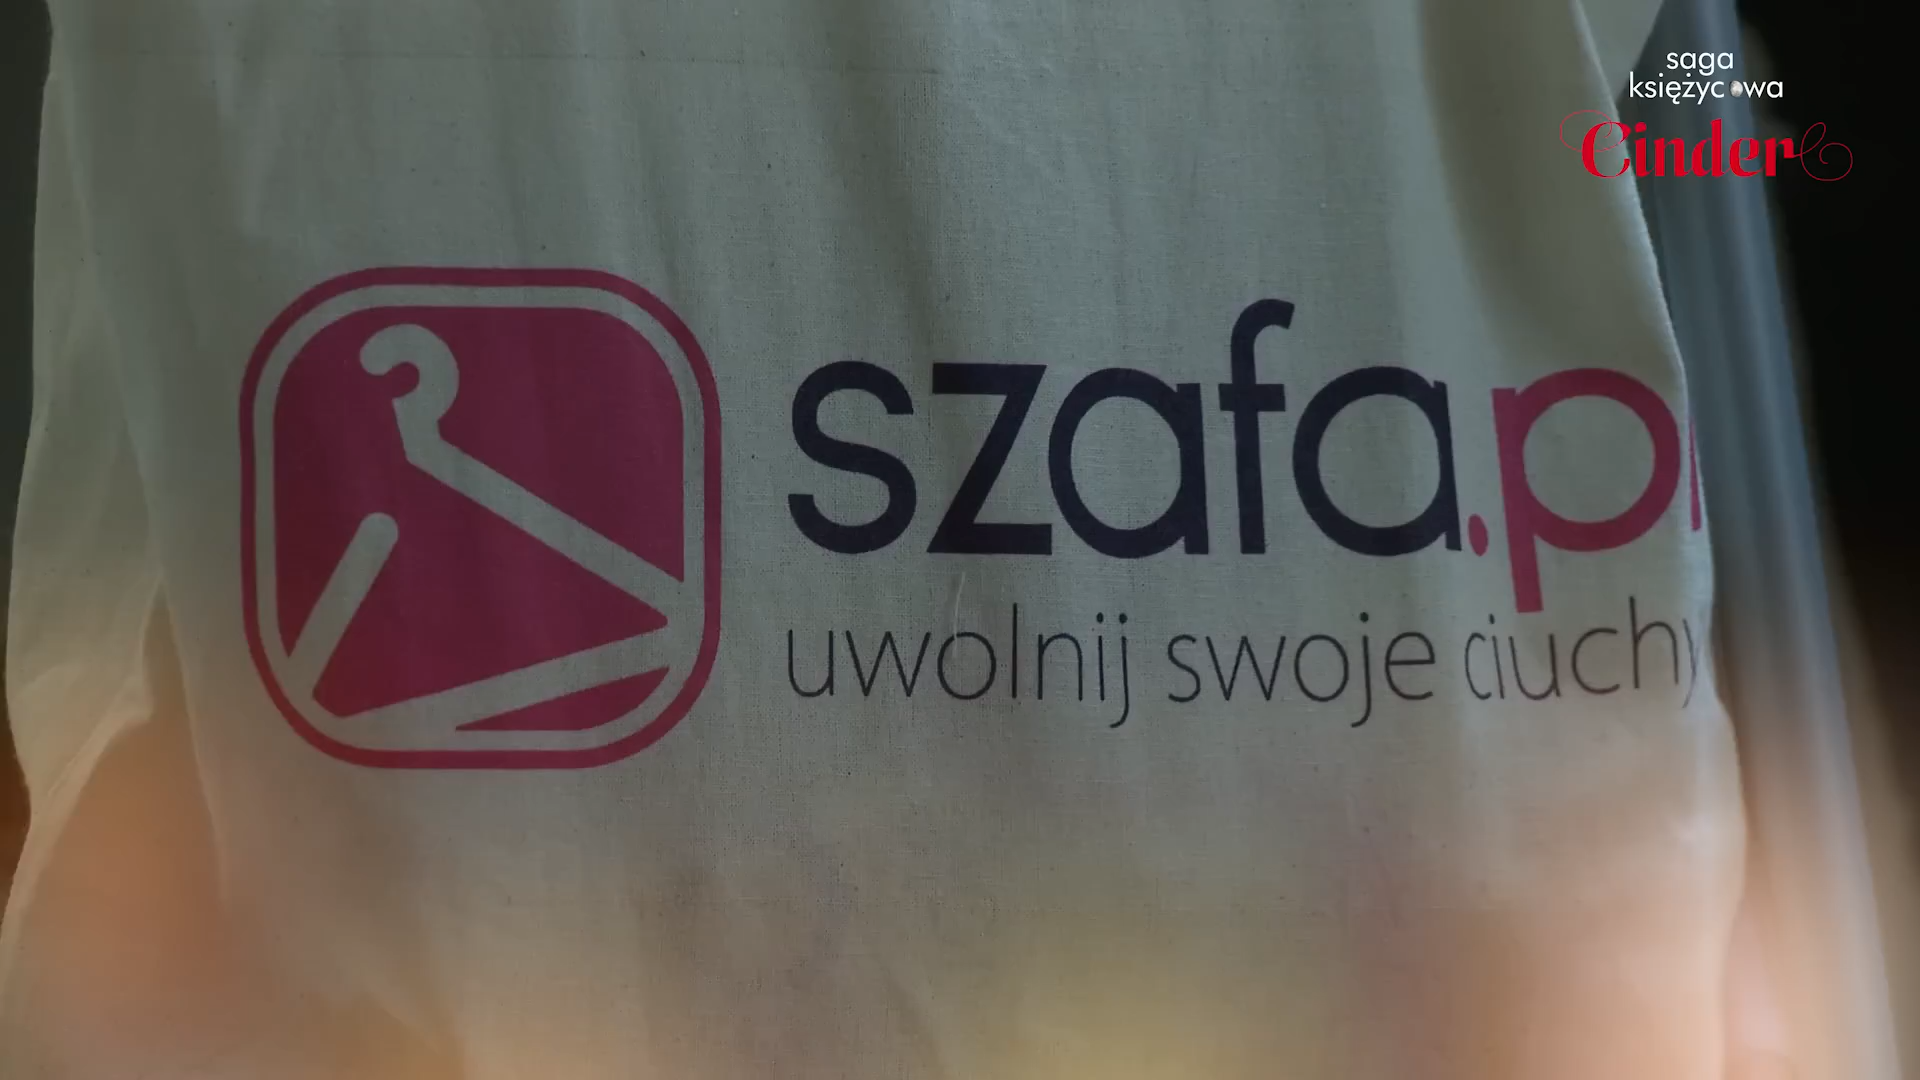 saga
księżycowa
Cinder
szafa.pl
uwolnij swoje ciuchy